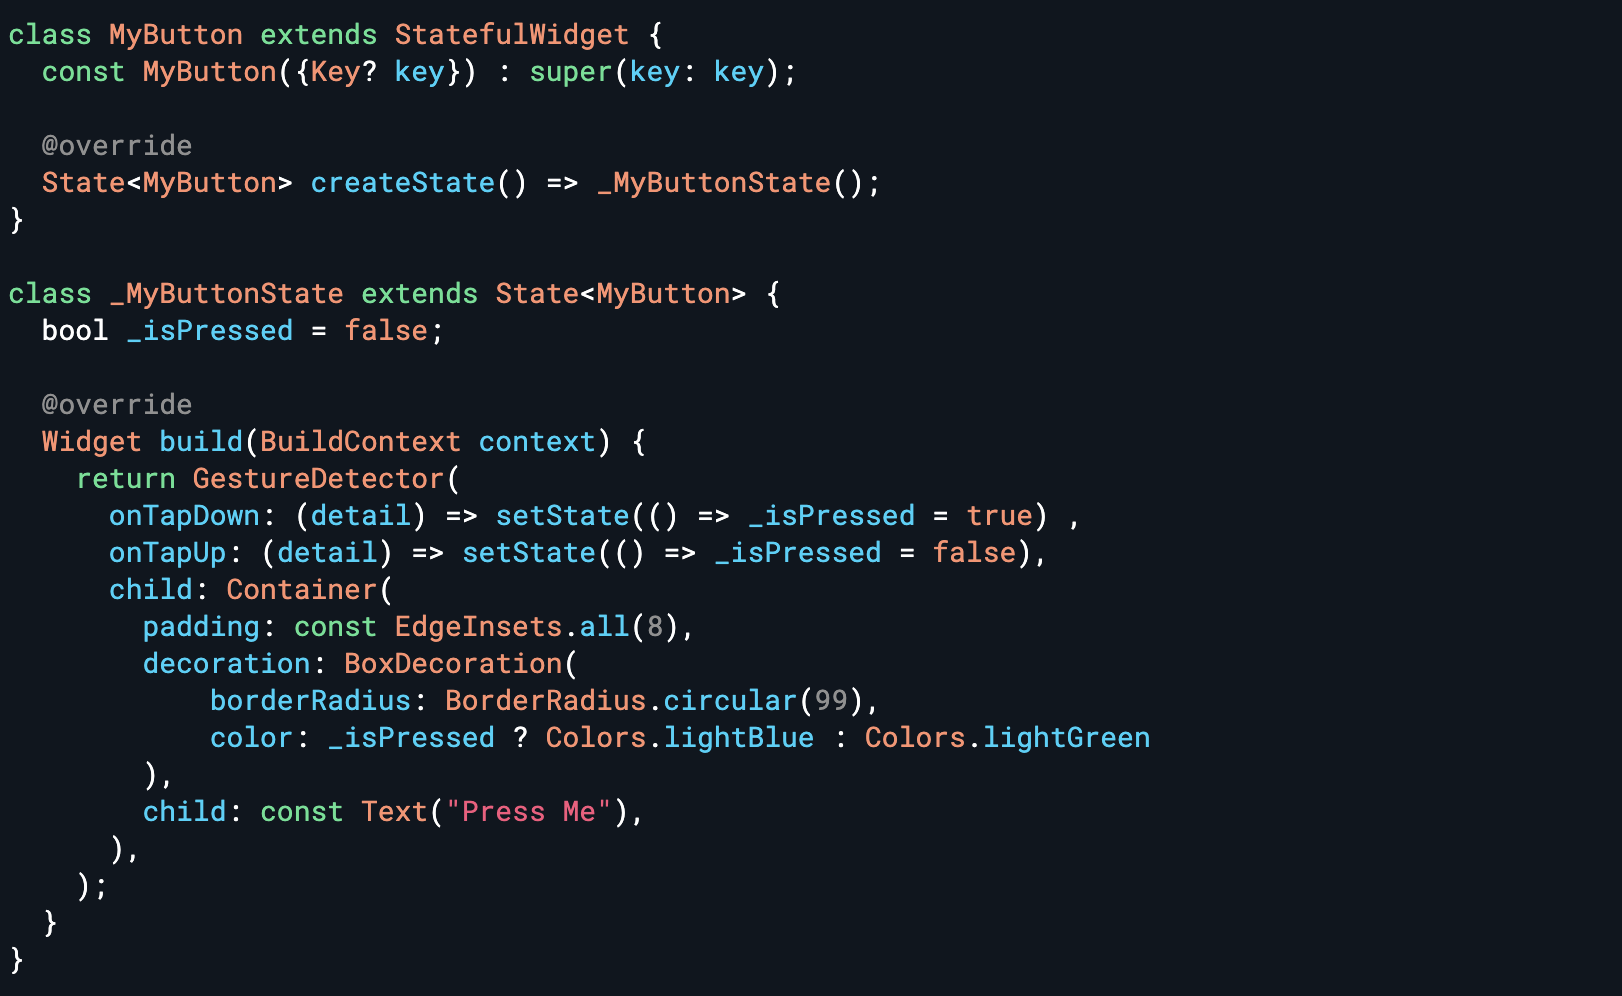 class MyButton extends StatefulWidget {
  const MyButton({Key? key}) : super(key: key);

  @override
  State<MyButton> createState() => _MyButtonState();
}

class _MyButtonState extends State<MyButton> {
  bool _isPressed = false;

  @override
  Widget build(BuildContext context) {
    return GestureDetector(
      onTapDown: (detail) => setState(() => _isPressed = true) ,
      onTapUp: (detail) => setState(() => _isPressed = false),
      child: Container(
        padding: const EdgeInsets.all(8),
        decoration: BoxDecoration(
            borderRadius: BorderRadius.circular(99),
            color: _isPressed ? Colors.lightBlue : Colors.lightGreen
        ),
        child: const Text("Press Me"),
      ),
    );
  }
}